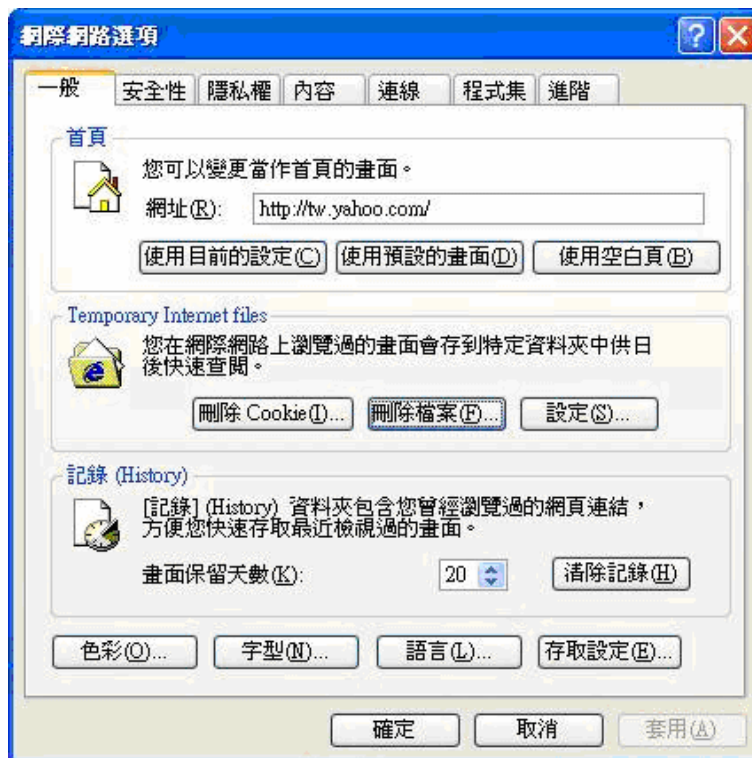 網際網路選項
一般 安全性 隱私權 內容 連線 程式集 進階
首頁
您可以變更當作首頁的畫面。
網址(R): http://tw.yahoo.com/
使用目前的設定(C) 使用預設的畫面(D) 使用空白頁(B)
Temporary Internet files
您在網際網路上瀏覽過的畫面會存到特定資料夾中供日
後快速查閱。
刪除 Cookie(I)... 刪除檔案(F)... 設定(S)...
記錄 (History)
[記錄] (History) 資料夾包含您曾經瀏覽過的網頁連結，
方便您快速存取最近檢視過的畫面。
畫面保留天數(K): 20 清除記錄(H)
色彩(O)... 字型(N)... 語言(L)... 存取設定(E)...
確定 取消 套用(A)